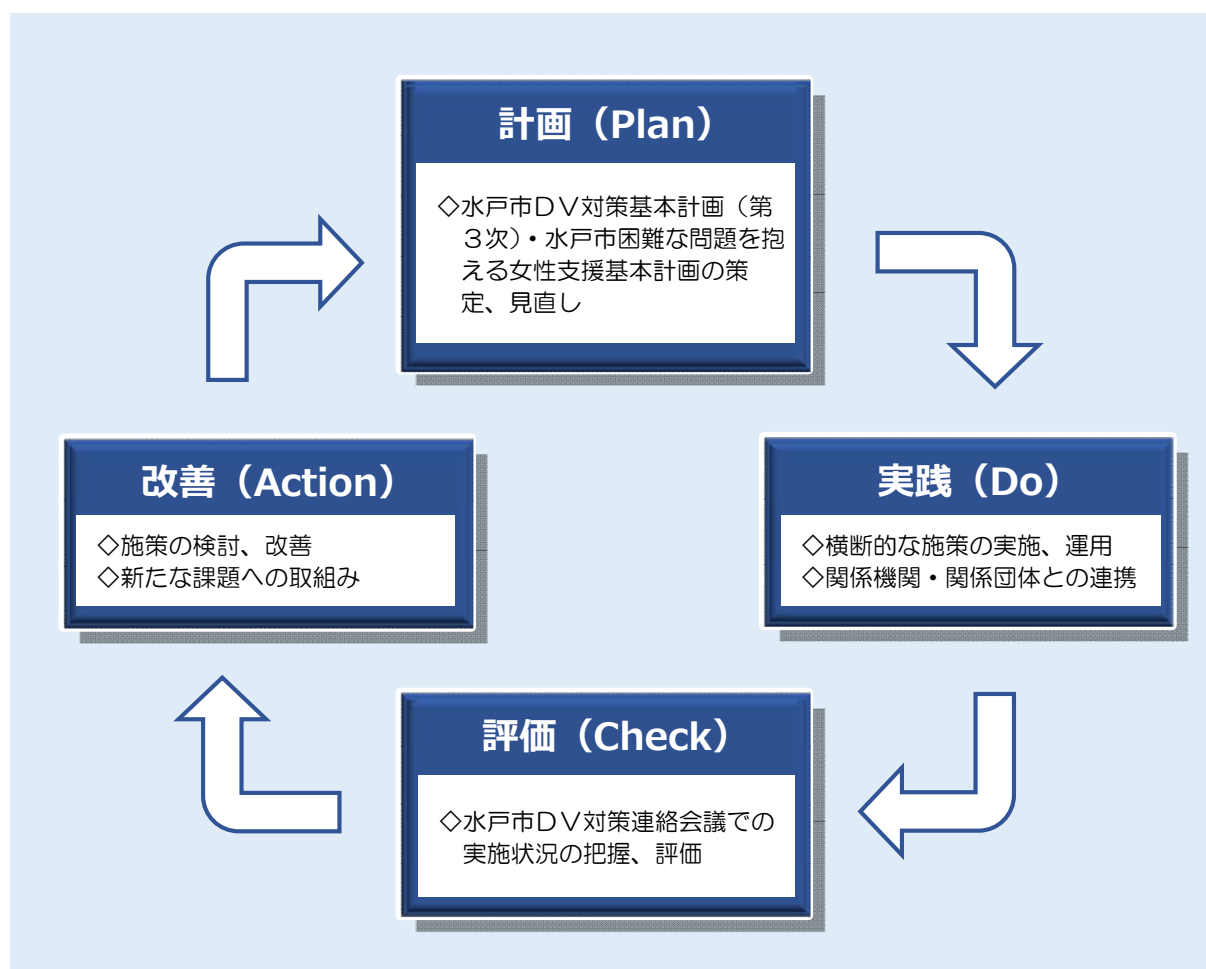 計画（Plan）
◇水戸市ＤＶ対策基本計画（第
３次）・水戸市困難な問題を抱
える女性支援基本計画の策
定、見直し
実践（Do）
◇横断的な施策の実施、運用
◇関係機関・関係団体との連携
評価（Check）
◇水戸市ＤＶ対策連絡会議での
実施状況の把握、評価
改善（Action）
◇施策の検討、改善
◇新たな課題への取組み